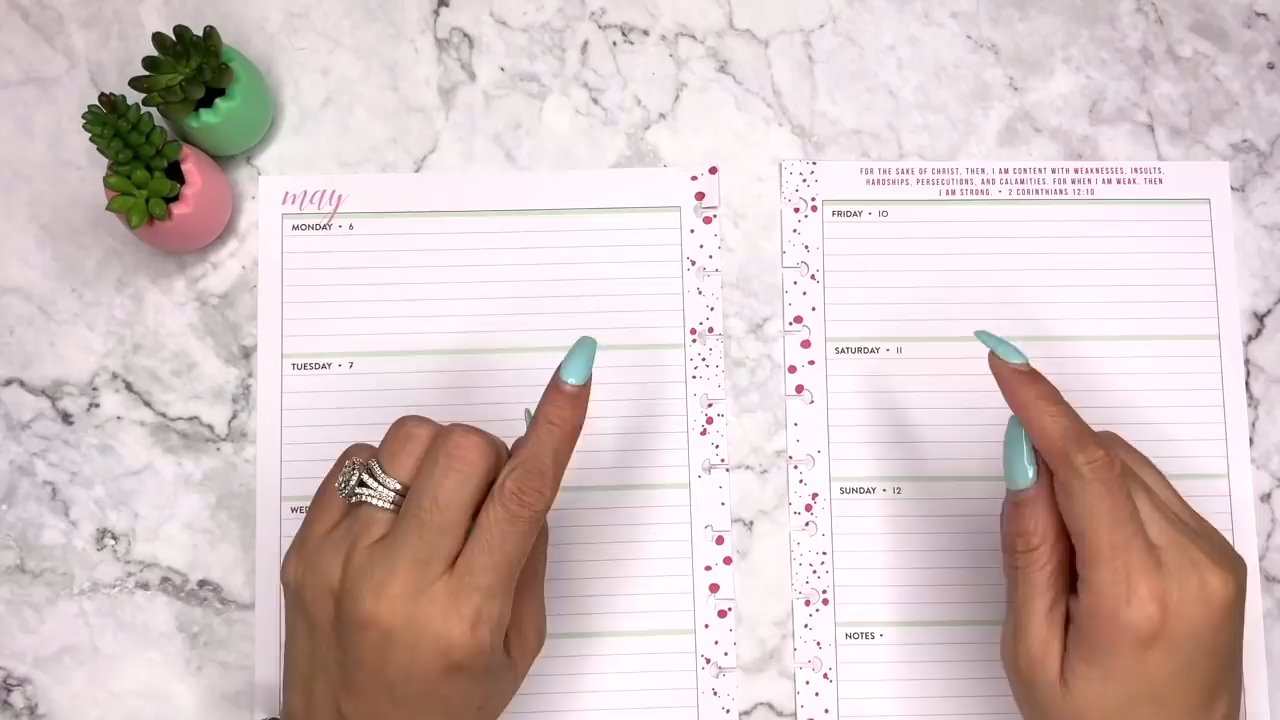 may
MONDAY • 6
TUESDAY • 7
FOR THE SAKE OF CHRIST, THEN, I AM CONTENT WITH WEAKNESSES, INSULTS,
HARDSHIPS, PERSECUTIONS, AND CALAMITIES. FOR WHEN I AM WEAK, THEN
I AM STRONG. • 2 CORINTHIANS 12:10
FRIDAY • 10
SATURDAY • 11
SUNDAY • 12
NOTES •